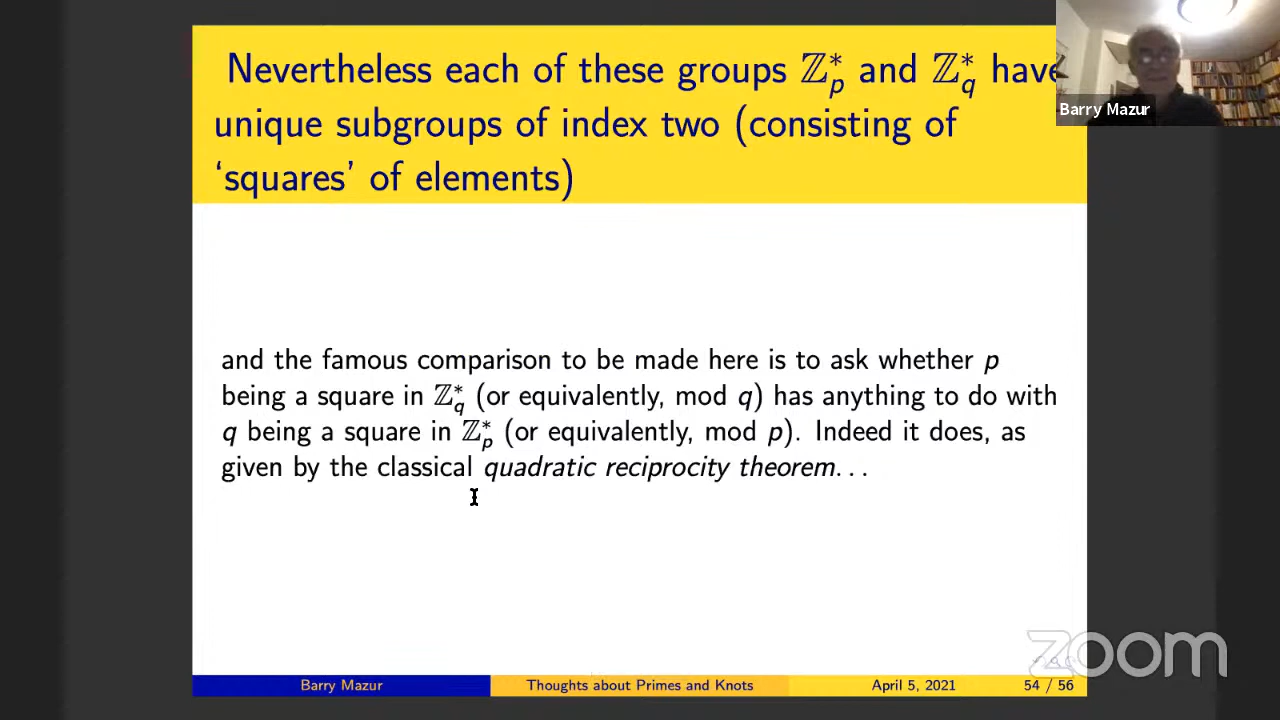 Nevertheless each of these groups ℤ*ₚ and ℤ*_q have
unique subgroups of index two (consisting of
‘squares’ of elements)
Barry Mazur
and the famous comparison to be made here is to ask whether p
being a square in ℤ*_q (or equivalently, mod q) has anything to do with
q being a square in ℤ*ₚ (or equivalently, mod p). Indeed it does, as
given by the classical quadratic reciprocity theorem. . .
zoom
Barry Mazur
Thoughts about Primes and Knots
April 5, 2021
54 / 56